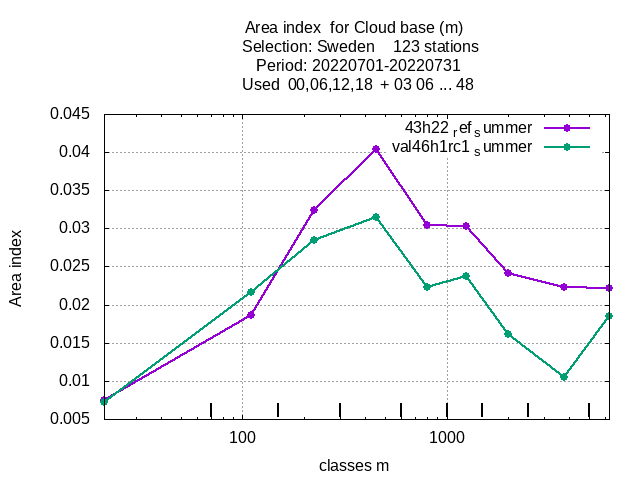 Area index  for Cloud base (m)
Selection: Sweden    123 stations
Period: 20220701-20220731
Used  00,06,12,18  + 03 06 ... 48
43h22 ref summer
val46h1rc1 summer
0.045
0.04
0.035
0.03
0.025
0.02
0.015
0.01
0.005
Area index
100
1000
classes m